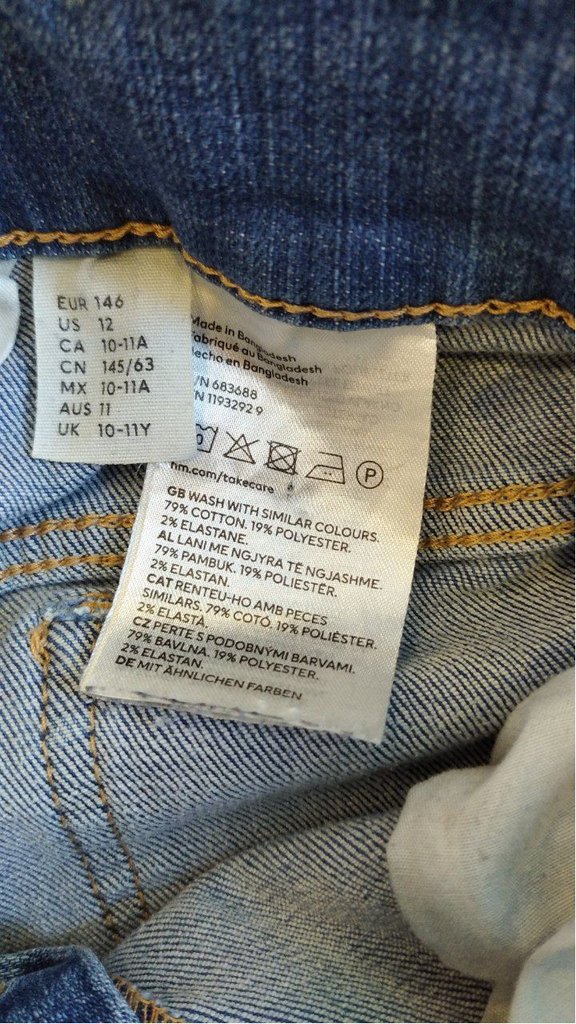 EUR 146
US 12
CA 10-11A
CN 145/63
MX 10-11A
AUS 11
UK 10-11Y
Made in Bangladesh
Fabriqué au Bangladesh
Hecho en Bangladesh
/N 683688
N 1193292 9
P
hm.com/takecare
GB WASH WITH SIMILAR COLOURS.
79% COTTON. 19% POLYESTER.
2% ELASTANE.
AL LANI ME NGJYRA TË NGJASHME.
79% PAMBUK. 19% POLIESTËR.
2% ELASTAN.
CAT RENTEU-HO AMB PECES
SIMILARS. 79% COTÓ. 19% POLIÈSTER.
2% ELASTÀ.
CZ PERTE S PODOBNÝMI BARVAMI.
79% BAVLNA. 19% POLYESTER.
2% ELASTAN.
DE MIT ÄHNLICHEN FARBEN